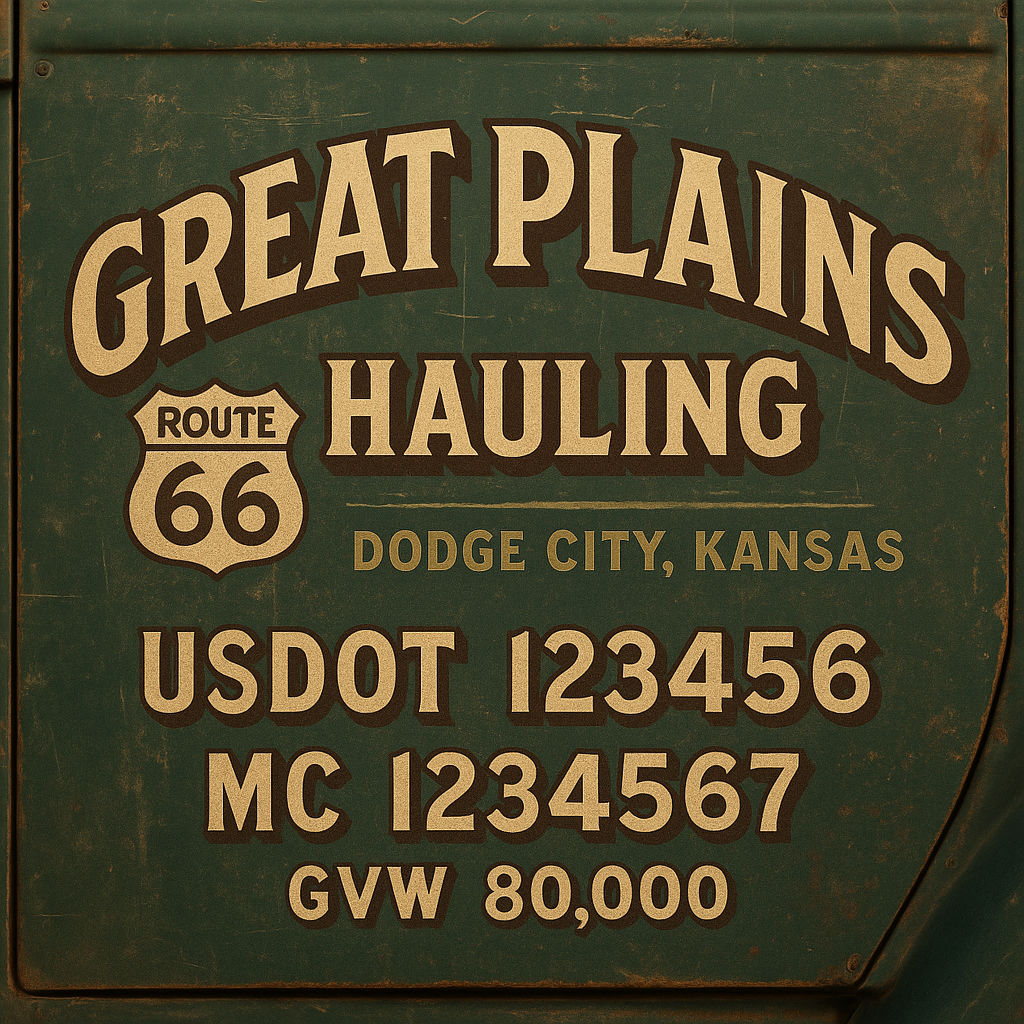 GREAT PLAINS
HAULING
ROUTE
66
DODGE CITY, KANSAS
USDOT 123456
MC 1234567
GVW 80,000